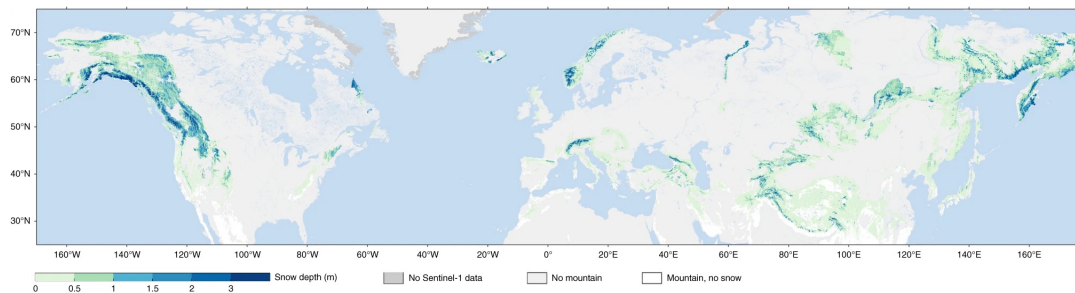 70°N
60°N
50°N
40°N
30°N
160°W 140°W 120°W 100°W 80°W 60°W 40°W 20°W 0° 20°E 40°E 60°E 80°E 100°E 120°E 140°E 160°E
Snow depth (m) No Sentinel-1 data No mountain Mountain, no snow
0 0.5 1 1.5 2 3